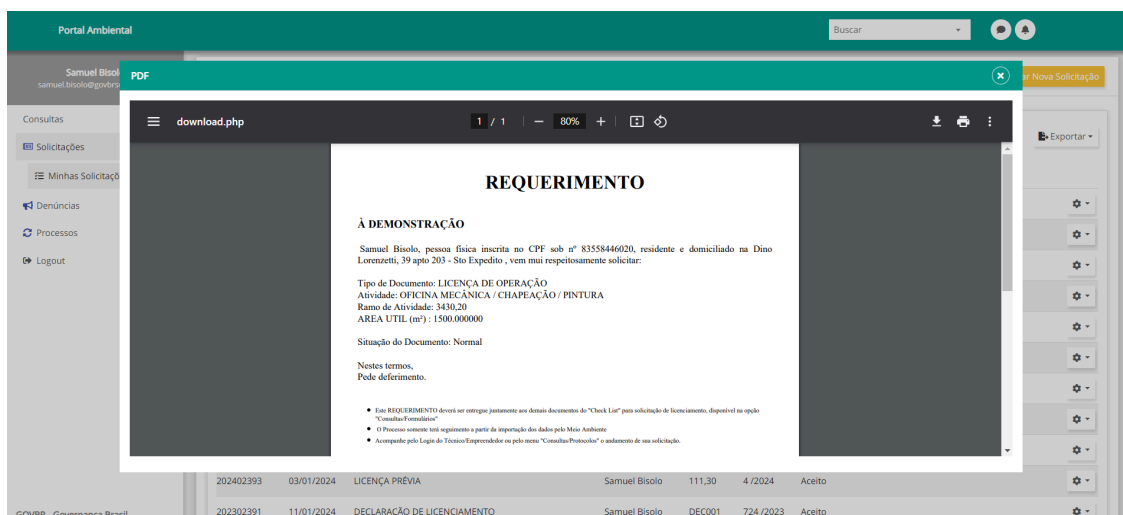 Portal Ambiental
Buscar
Samuel Bisol
samuel.bisolo@govbrs
PDF
ar Nova Solicitação
Consultas
Solicitações
Minhas Solicitaçõ
Denúncias
Processos
Logout
Exportar
download.php
1 / 1
80%
REQUERIMENTO
À DEMONSTRAÇÃO
Samuel Bisolo, pessoa física inscrita no CPF sob nº 83558446020, residente e domiciliado na Dino
Lorenzetti, 39 apto 203 - Sto Expedito , vem mui respeitosamente solicitar:
Tipo de Documento: LICENÇA DE OPERAÇÃO
Atividade: OFICINA MECÂNICA / CHAPEAÇÃO / PINTURA
Ramo de Atividade: 3430,20
AREA UTIL (m²) : 1500.000000
Situação do Documento: Normal
Nestes termos,
Pede deferimento.
Este REQUERIMENTO deverá ser entregue juntamente aos demais documentos do "Check List" para solicitação de licenciamento, disponível na opção
"Consultas/Formulários"
O Processo somente terá seguimento a partir da importação dos dados pelo Meio Ambiente
Acompanhe pelo Login do Técnico/Empreendedor ou pelo menu "Consultas/Protocolos" o andamento de sua solicitação.
202402393 03/01/2024 LICENÇA PRÉVIA Samuel Bisolo 111,30 4 /2024 Aceito
202302391 11/01/2024 DECLARAÇÃO DE LICENCIAMENTO Samuel Bisolo DEC001 724 /2023 Aceito
GOVBR - Governança Brasil